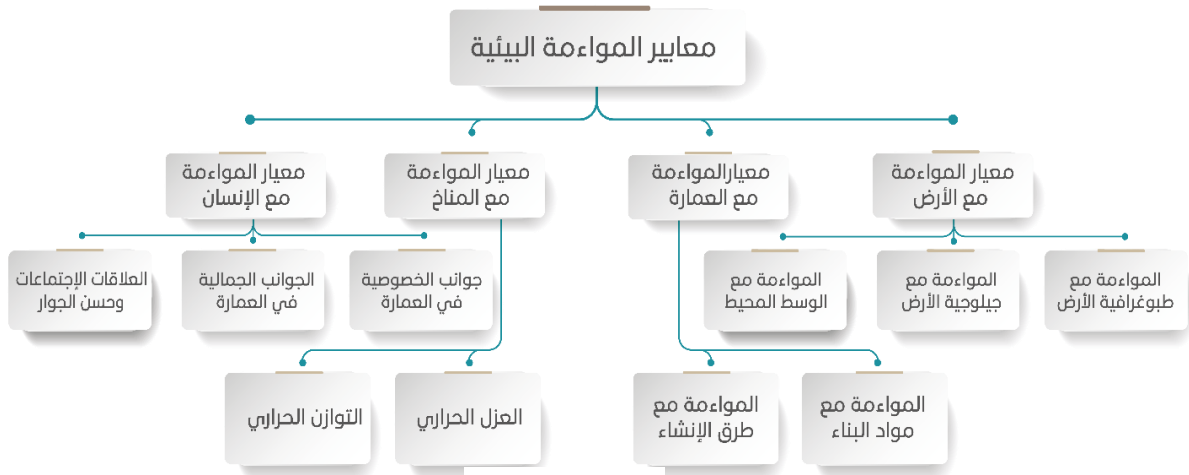 معايير المواءمة البيئية
معيار المواءمة
مع الأرض
معيارالمواءمة
مع العمارة
معيار المواءمة
مع المناخ
معيار المواءمة
مع الإنسان
المواءمة مع
طبوغرافية الأرض
المواءمة مع
جيلوجية الأرض
المواءمة مع
الوسط المحيط
جوانب الخصوصية
في العمارة
الجوانب الجمالية
في العمارة
العلاقات الإجتماعات
وحسن الجوار
المواءمة مع
مواد البناء
المواءمة مع
طرق الإنشاء
العزل الحراري
التوازن الحراري